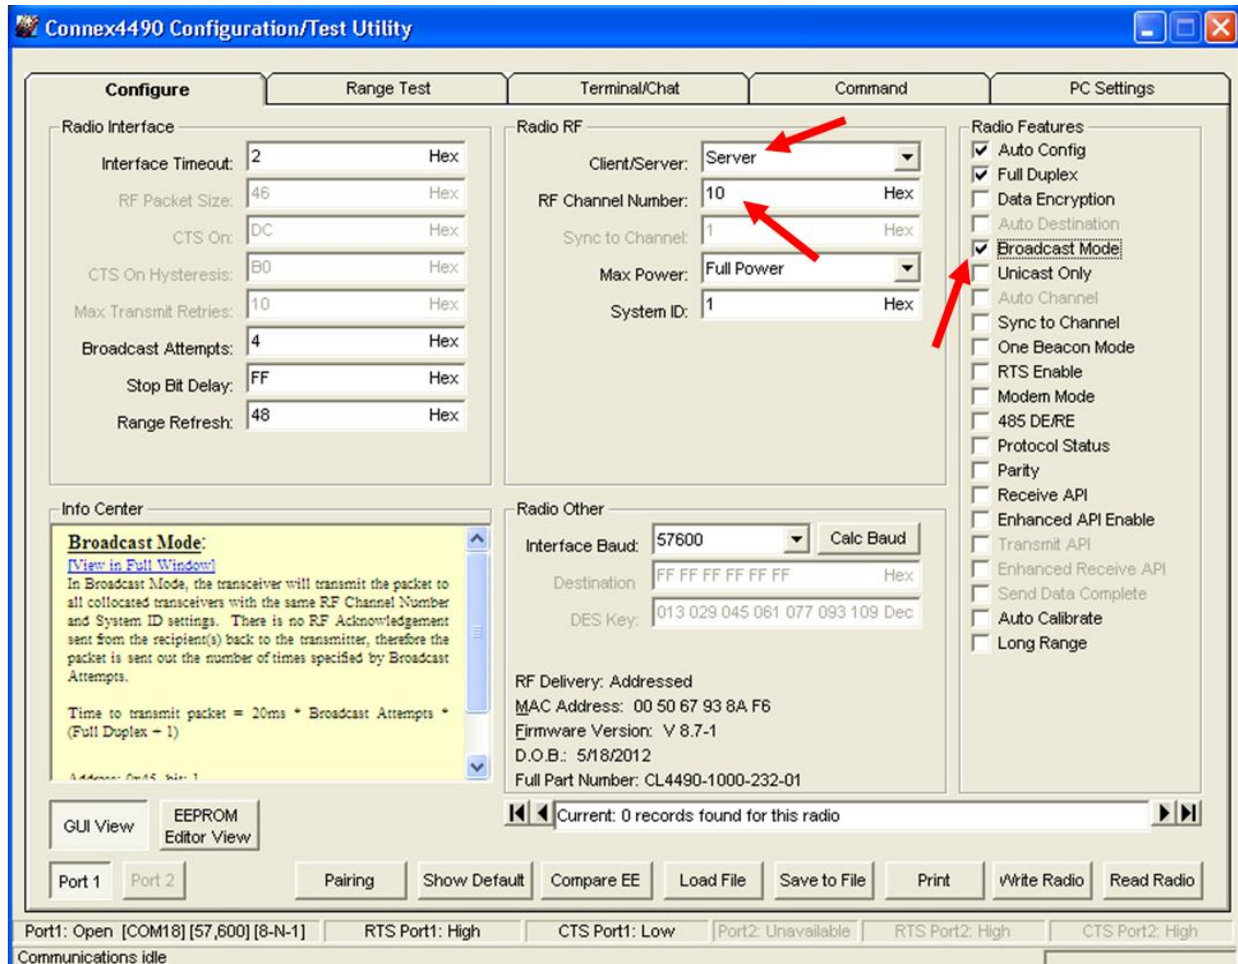 Connex4490 Configuration/Test Utility
Configure
Range Test
Terminal/Chat
Command
PC Settings
Radio Interface
Interface Timeout: 2 Hex
RF Packet Size: 46 Hex
CTS On: DC Hex
CTS On Hysteresis: B0 Hex
Max Transmit Retries: 10 Hex
Broadcast Attempts: 4 Hex
Stop Bit Delay: FF Hex
Range Refresh: 48 Hex
Radio RF
Client/Server: Server
RF Channel Number: 10 Hex
Sync to Channel: 1 Hex
Max Power: Full Power
System ID: 1 Hex
Radio Features
Auto Config
Full Duplex
Data Encryption
Auto Destination
Broadcast Mode
Unicast Only
Auto Channel
Sync to Channel
One Beacon Mode
RTS Enable
Modem Mode
485 DE/RE
Protocol Status
Parity
Receive API
Enhanced API Enable
Transmit API
Enhanced Receive API
Send Data Complete
Auto Calibrate
Long Range
Info Center
Broadcast Mode:
[View in Full Window]
In Broadcast Mode, the transceiver will transmit the packet to
all collocated transceivers with the same RF Channel Number
and System ID settings. There is no RF Acknowledgement
sent from the recipient(s) back to the transmitter, therefore the
packet is sent out the number of times specified by Broadcast
Attempts.
Time to transmit packet = 20ms * Broadcast Attempts *
(Full Duplex + 1)
Address: 0x45, bit: 1
Radio Other
Interface Baud: 57600 Calc Baud
Destination FF FF FF FF FF FF Hex
DES Key: 013 029 045 061 077 093 109 Dec
RF Delivery: Addressed
MAC Address: 00 50 67 93 8A F6
Firmware Version: V 8.7-1
D.O.B.: 5/18/2012
Full Part Number: CL4490-1000-232-01
Current: 0 records found for this radio
GUI View
EEPROM
Editor View
Port 1
Port 2
Pairing
Show Default
Compare EE
Load File
Save to File
Print
Write Radio
Read Radio
Port1: Open [COM18] [57,600] [8-N-1]
RTS Port1: High
CTS Port1: Low
Port2: Unavailable
RTS Port2: High
CTS Port2: High
Communications idle